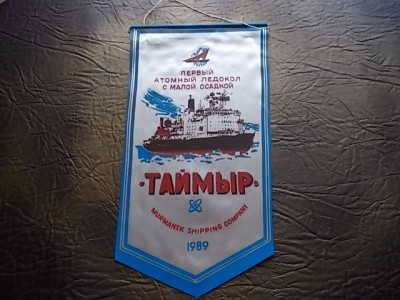 ПЕРВЫЙ
АТОМНЫЙ ЛЕДОКОЛ
С МАЛОЙ ОСАДКОЙ
"ТАЙМЫР"
MURMANSK SHIPPING COMPANY
1989